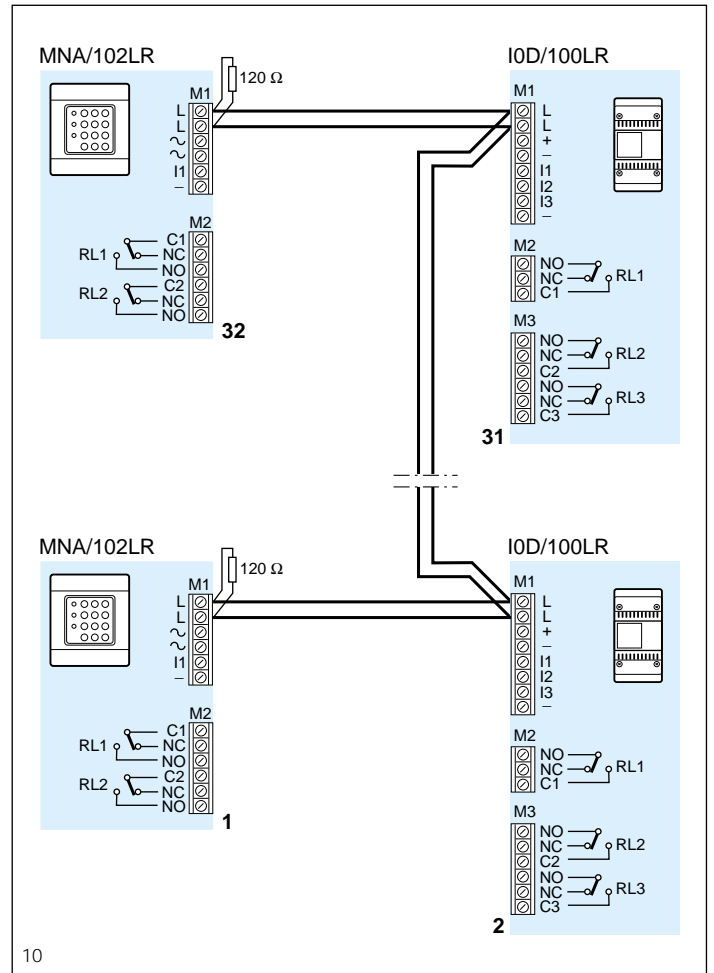 MNA/102LR
120 Ω
M1
L
L
I1
–
M2
C1
NC
NO
C2
NC
NO
RL1
RL2
32
I0D/100LR
M1
L
L
+
–
I1
I2
I3
–
M2
NO
NC
C1
RL1
M3
NO
NC
C2
NO
NC
C3
RL2
RL3
31
MNA/102LR
120 Ω
M1
L
L
I1
–
M2
C1
NC
NO
C2
NC
NO
RL1
RL2
1
I0D/100LR
M1
L
L
+
–
I1
I2
I3
–
M2
NO
NC
C1
RL1
M3
NO
NC
C2
NO
NC
C3
RL2
RL3
2
10